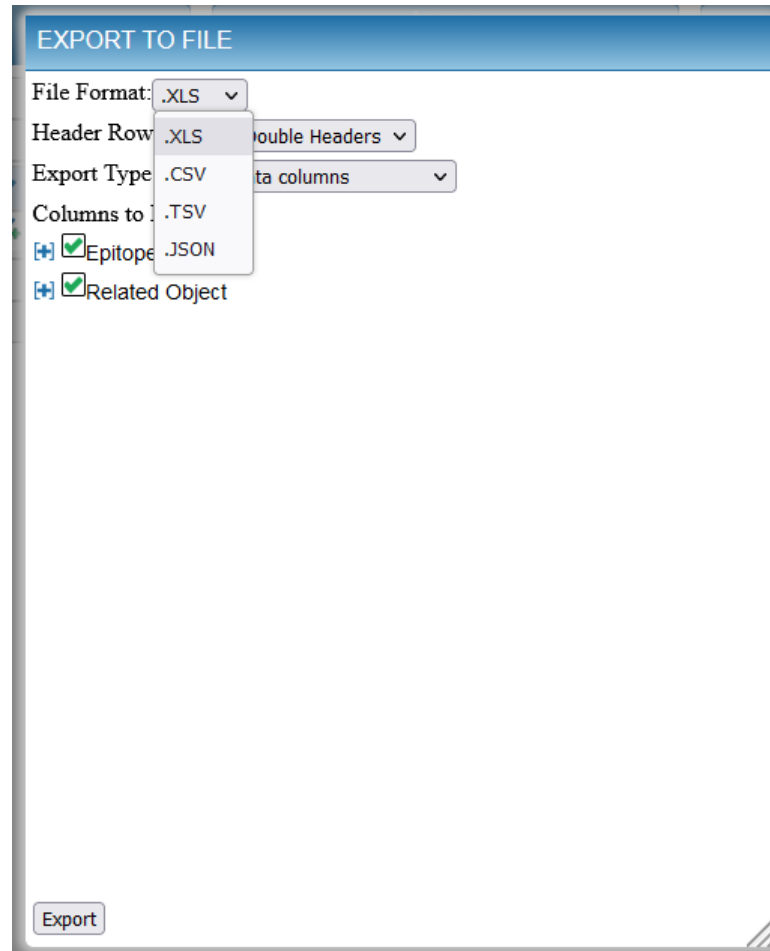 EXPORT TO FILE
File Format: .XLS
Header Row Double Headers
.XLS
Export Type ta columns
.CSV
Columns to
.TSV
Epitope
.JSON
Related Object
Export